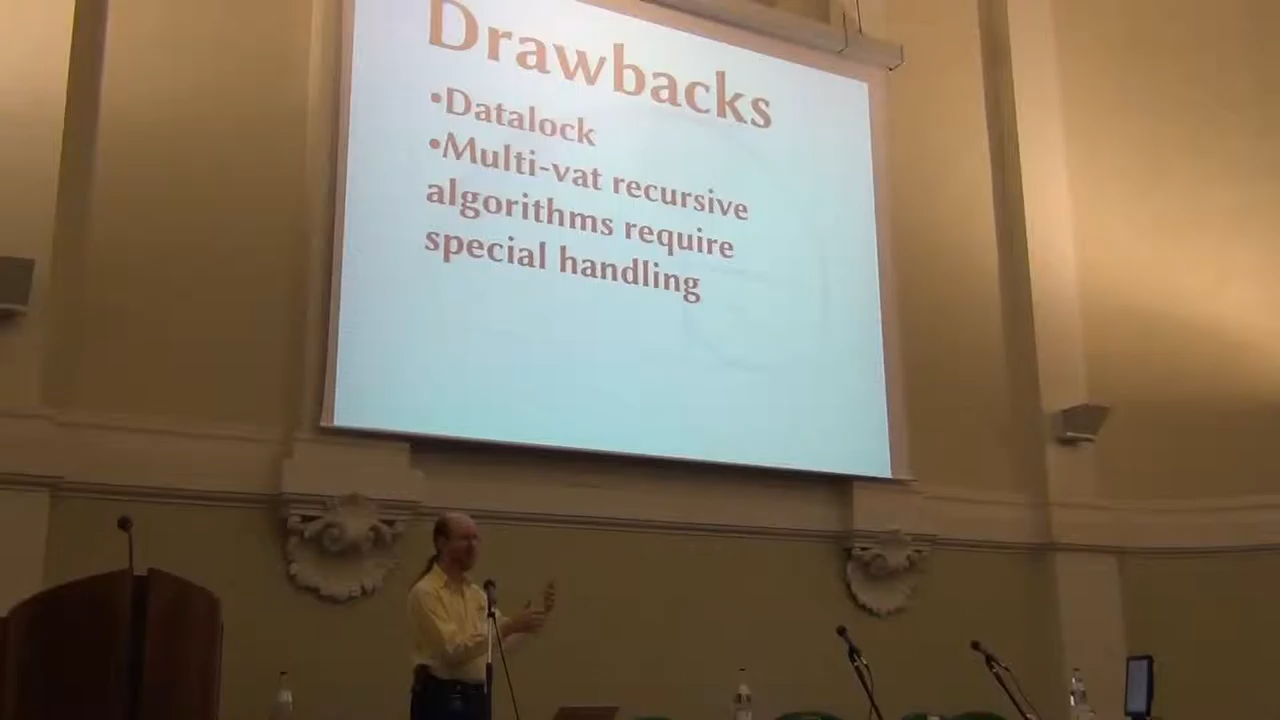 Drawbacks
•Datalock
•Multi-vat recursive
algorithms require
special handling